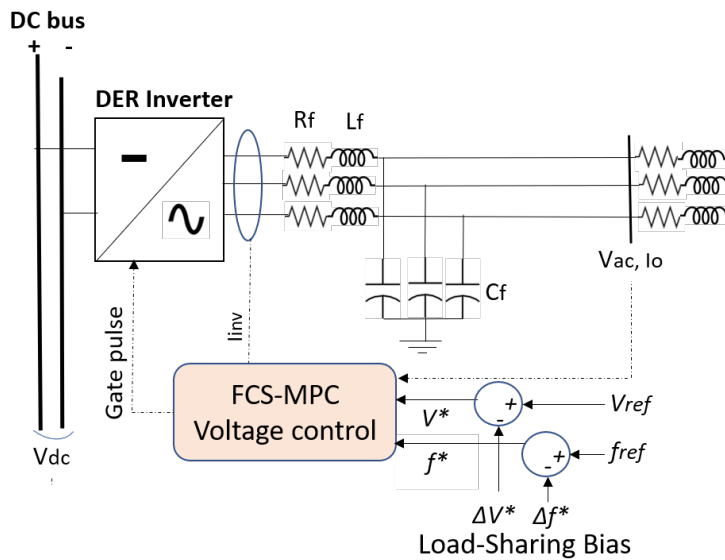 DC bus
+ -
DER Inverter
Rf Lf
Vac, Io
Cf
Gate pulse
Iinv
FCS-MPC
Voltage control
V*
f*
+
-
Vref
+
-
fref
Vdc
ΔV* Δf*
Load-Sharing Bias